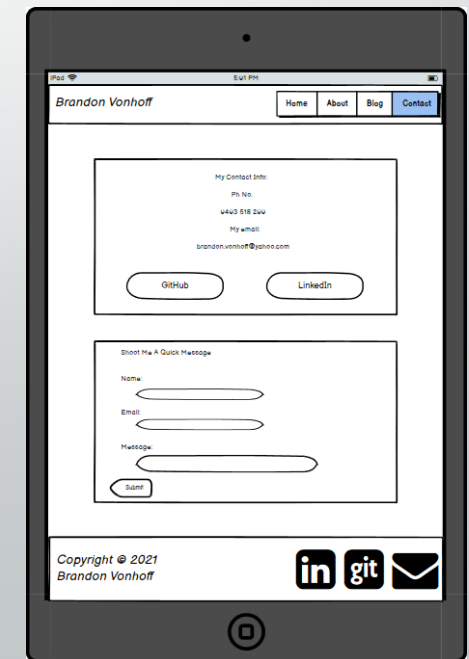 iPod
5:01 PM
Brandon Vonhoff
Home About Blog Contact
My Contact Info:
Ph No.
My email:
brandon.vonhoff@yahoo.com
GitHub LinkedIn
Shoot Me A Quick Message
Name:
Email:
Message:
Submit
Copyright © 2021
Brandon Vonhoff
in git